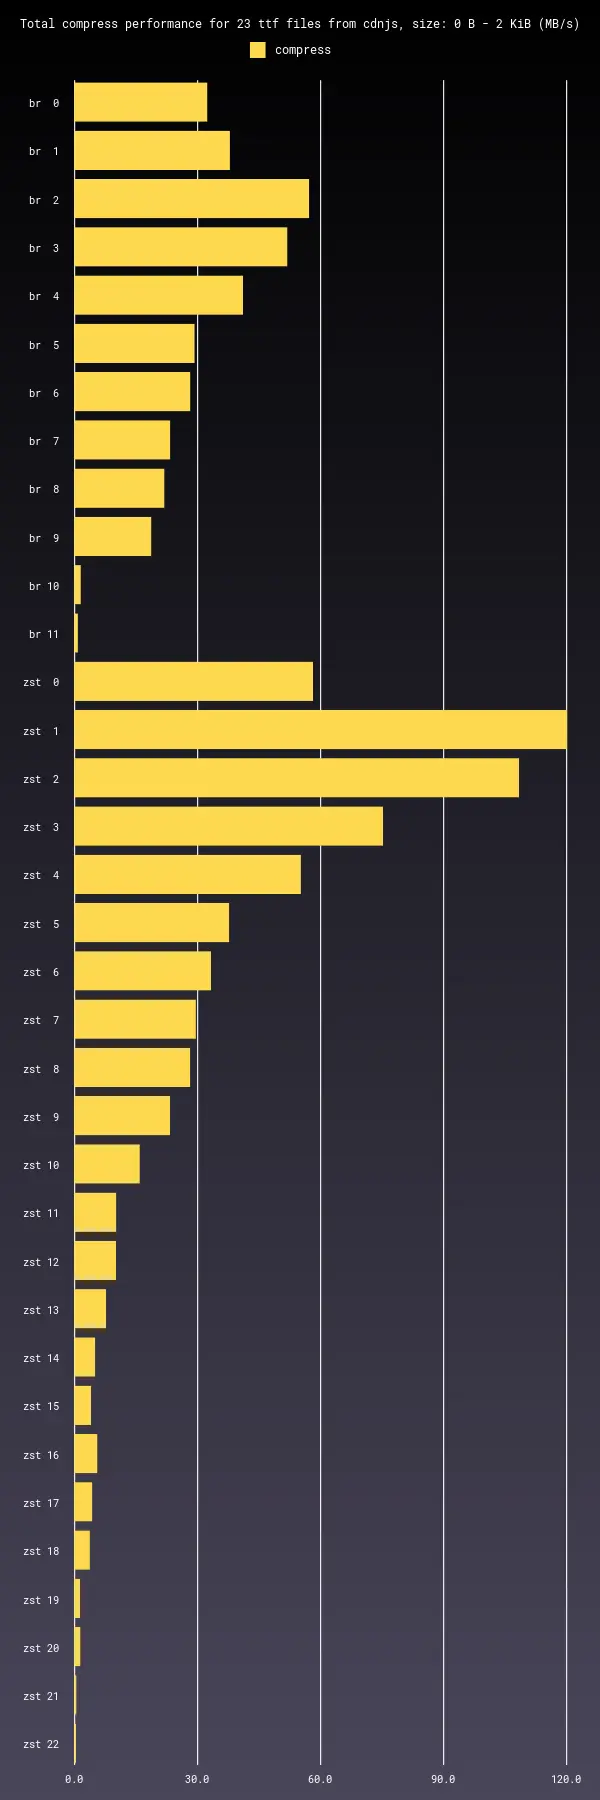 Total compress performance for 23 ttf files from cdnjs, size: 0 B - 2 KiB (MB/s)
compress
br 0
br 1
br 2
br 3
br 4
br 5
br 6
br 7
br 8
br 9
br 10
br 11
zst 0
zst 1
zst 2
zst 3
zst 4
zst 5
zst 6
zst 7
zst 8
zst 9
zst 10
zst 11
zst 12
zst 13
zst 14
zst 15
zst 16
zst 17
zst 18
zst 19
zst 20
zst 21
zst 22
0.0 30.0 60.0 90.0 120.0